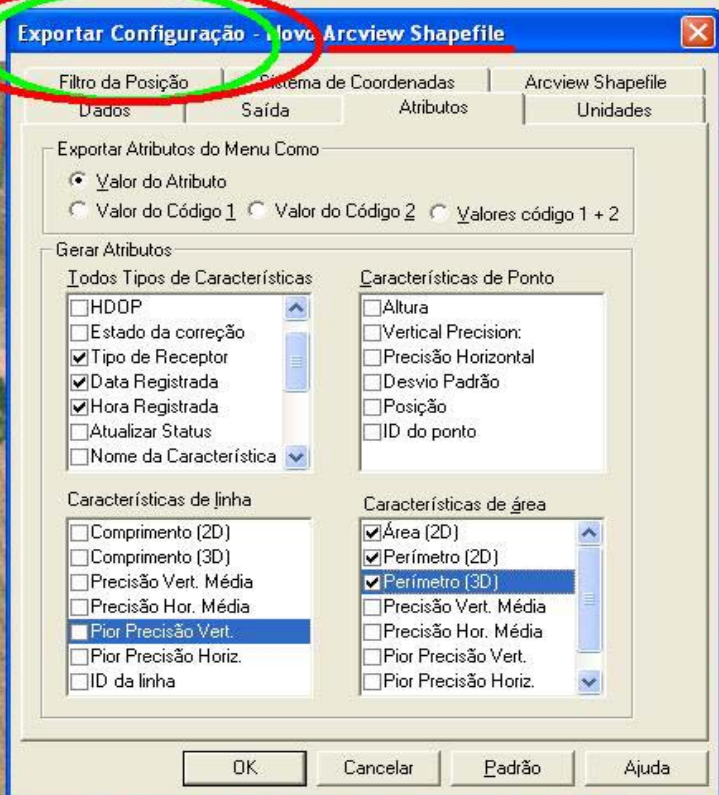 Exportar Configuração - Novo Arcview Shapefile
Filtro da Posição Sistema de Coordenadas Arcview Shapefile
Dados Saída Atributos Unidades
Exportar Atributos do Menu Como
Valor do Atributo
Valor do Código 1 Valor do Código 2 Valores código 1 + 2
Gerar Atributos
Todos Tipos de Características
HDOP
Estado da correção
Tipo de Receptor
Data Registrada
Hora Registrada
Atualizar Status
Nome da Característica
Características de Ponto
Altura
Vertical Precision:
Precisão Horizontal
Desvio Padrão
Posição
ID do ponto
Características de linha
Comprimento (2D)
Comprimento (3D)
Precisão Vert. Média
Precisão Hor. Média
Pior Precisão Vert.
Pior Precisão Horiz.
ID da linha
Características de área
Área (2D)
Perímetro (2D)
Perímetro (3D)
Precisão Vert. Média
Precisão Hor. Média
Pior Precisão Vert.
Pior Precisão Horiz.
OK Cancelar Padrão Ajuda